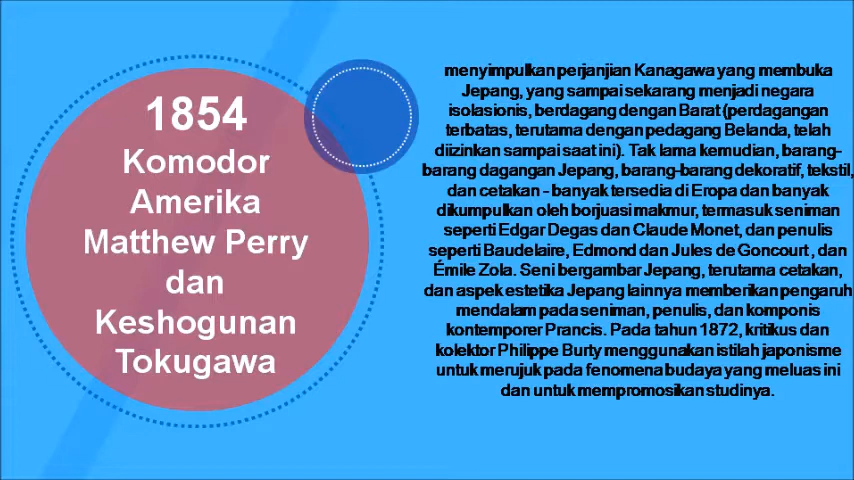 1854
Komodor
Amerika
Matthew Perry
dan
Keshogunan
Tokugawa
menyimpulkan perjanjian Kanagawa yang membuka
Jepang, yang sampai sekarang menjadi negara
isolasionis, berdagang dengan Barat (perdagangan
terbatas, terutama dengan pedagang Belanda, telah
diizinkan sampai saat ini). Tak lama kemudian, barang-
barang dagangan Jepang, barang-barang dekoratif, tekstil,
dan cetakan - banyak tersedia di Eropa dan banyak
dikumpulkan oleh borjuasi makmur, termasuk seniman
seperti Edgar Degas dan Claude Monet, dan penulis
seperti Baudelaire, Edmond dan Jules de Goncourt , dan
Émile Zola. Seni bergambar Jepang, terutama cetakan,
dan aspek estetika Jepang lainnya memberikan pengaruh
mendalam pada seniman, penulis, dan komponis
kontemporer Prancis. Pada tahun 1872, kritikus dan
kolektor Philippe Burty menggunakan istilah japonisme
untuk merujuk pada fenomena budaya yang meluas ini
dan untuk mempromosikan studinya.